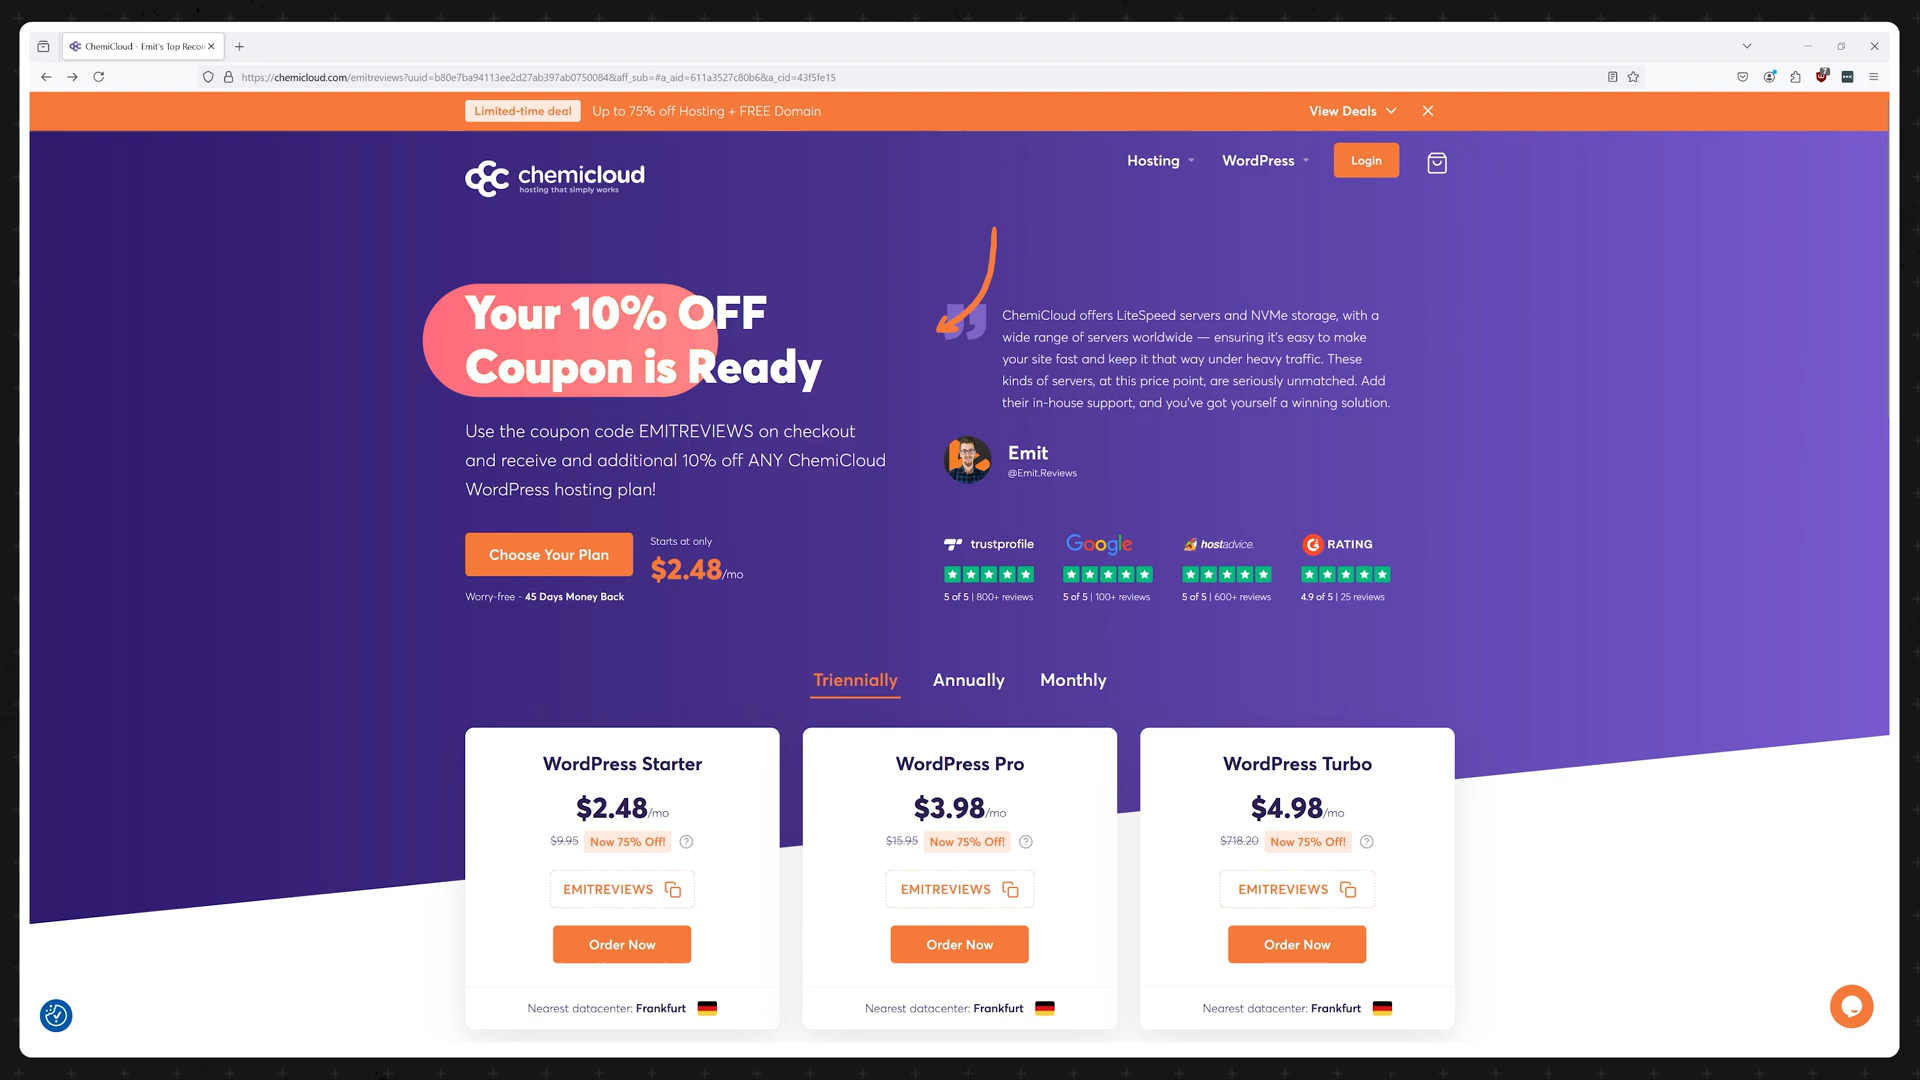 ChemiCloud - Emit's Top Recon
https://chemicloud.com/emitreviews?uuid=b80e7ba94113ee2d27ab397ab0750084&aff_sub=#a_aid=611a3527c80b6&a_cid=43f5fe15
Limited-time deal Up to 75% off Hosting + FREE Domain View Deals
chemicloud
hosting that simply works
Hosting WordPress Login
Your 10% OFF
Coupon is Ready
Use the coupon code EMITREVIEWS on checkout
and receive and additional 10% off ANY ChemiCloud
WordPress hosting plan!
Choose Your Plan
Starts at only
$2.48/mo
Worry-free - 45 Days Money Back
ChemiCloud offers LiteSpeed servers and NVMe storage, with a
wide range of servers worldwide — ensuring it's easy to make
your site fast and keep it that way under heavy traffic. These
kinds of servers, at this price point, are seriously unmatched. Add
their in-house support, and you've got yourself a winning solution.
Emit
@Emit.Reviews
trustprofile Google hostadvice. G RATING
5 of 5 | 800+ reviews 5 of 5 | 100+ reviews 5 of 5 | 600+ reviews 4.9 of 5 | 25 reviews
Triennially Annually Monthly
WordPress Starter
$2.48/mo
$9.95 Now 75% Off! ?
EMITREVIEWS
Order Now
Nearest datacenter: Frankfurt
WordPress Pro
$3.98/mo
$15.95 Now 75% Off! ?
EMITREVIEWS
Order Now
Nearest datacenter: Frankfurt
WordPress Turbo
$4.98/mo
$718.20 Now 75% Off! ?
EMITREVIEWS
Order Now
Nearest datacenter: Frankfurt